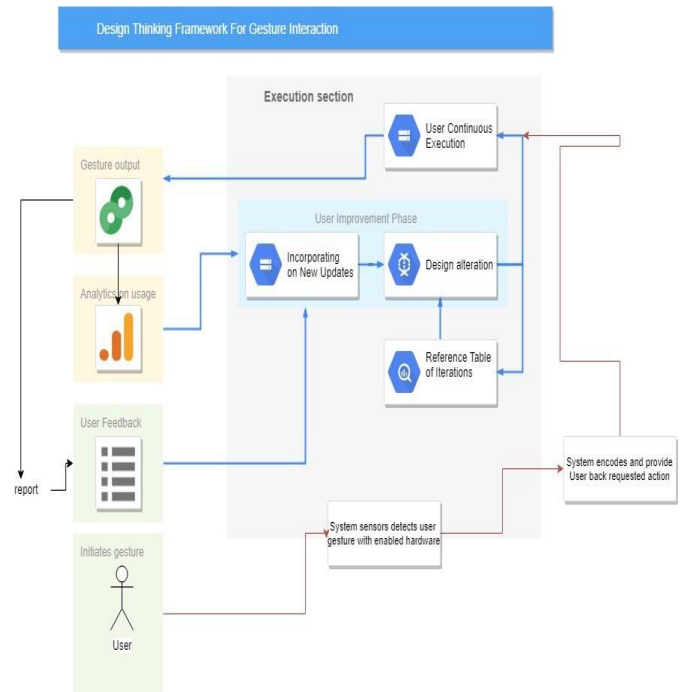 Design Thinking Framework For Gesture Interaction
Execution section
User Continuous
Execution
Gesture output
User Improvement Phase
Incorporating
on New Updates
Design alteration
Analytics on usage
Reference Table
of Iterations
User Feedback
report
System encodes and provide
User back requested action
System sensors detects user
gesture with enabled hardware
Initiates gesture
User